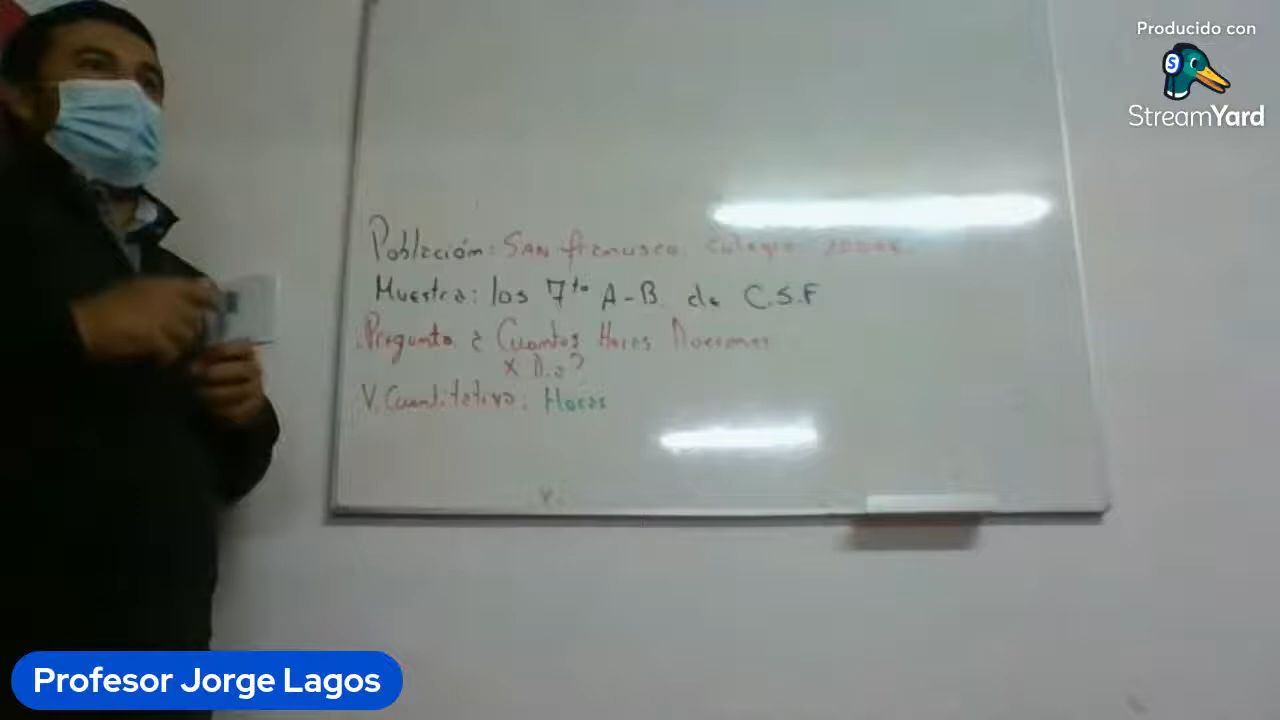 Producido con
StreamYard
Población: San francisco Colegio
Muestra: los 7to A-B de C.S.F
Pregunta ¿ Cuantas Horas Duermes
x Dia?
V. Cuantitativa: Horas
Profesor Jorge Lagos